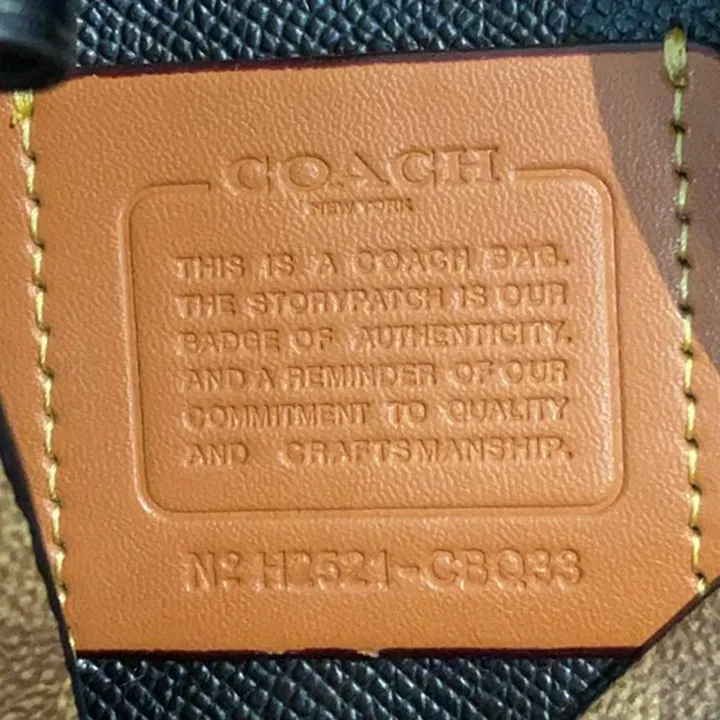 COACH
NEW YORK
THIS IS A COACH BAG.
THE STORYPATCH IS OUR
BADGE OF AUTHENTICITY.
AND A REMINDER OF OUR
COMMITMENT TO QUALITY
AND CRAFTSMANSHIP.
Nº H2521-CBQ33